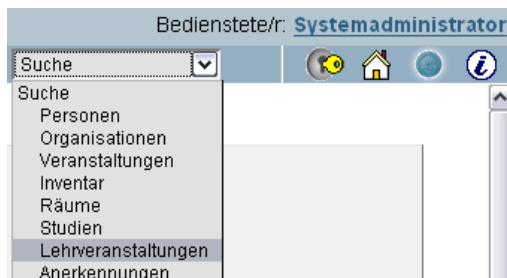 Bedienstete/r: Systemadministrator
Suche
Suche
Personen
Organisationen
Veranstaltungen
Inventar
Räume
Studien
Lehrveranstaltungen
Anerkennungen